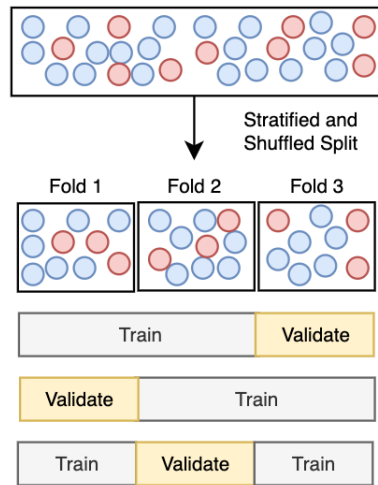 Stratified and
Shuffled Split
Fold 1 Fold 2 Fold 3
Train Validate
Validate Train
Train Validate Train